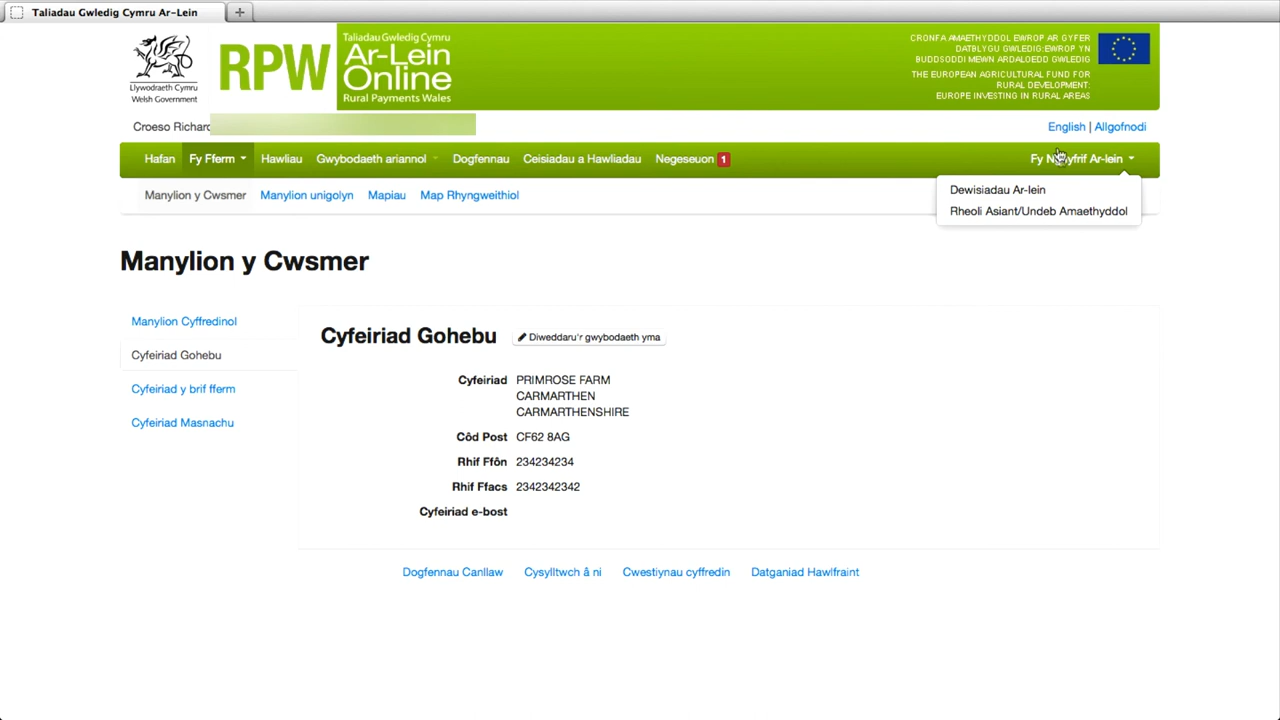 Taliadau Gwledig Cymru Ar-Lein
Llywodraeth Cymru
Welsh Government
RPW
Taliadau Gwledig Cymru
Ar-Lein
Online
Rural Payments Wales
CRONFA AMAETHYDDOL EWROP AR GYFER
DATBLYGU GWLEDIG:EWROP YN
BUDDSODDI MEWN ARDALOEDD GWLEDIG
THE EUROPEAN AGRICULTURAL FUND FOR
RURAL DEVELOPMENT:
EUROPE INVESTING IN RURAL AREAS
Croeso Richard
English | Allgofnodi
Hafan Fy Fferm Hawliau Gwybodaeth ariannol Dogfennau Ceisiadau a Hawliadau Negeseuon 1 Fy Ar-lein
Manylion y Cwsmer Manylion unigolyn Mapiau Map Rhyngweithiol
Dewisiadau Ar-lein
Rheoli Asiant/Undeb Amaethyddol
Manylion y Cwsmer
Manylion Cyffredinol
Cyfeiriad Gohebu
Cyfeiriad y brif fferm
Cyfeiriad Masnachu
Cyfeiriad Gohebu Diweddaru'r gwybodaeth yma
Cyfeiriad PRIMROSE FARM
CARMARTHEN
CARMARTHENSHIRE
Côd Post CF62 8AG
Rhif Ffôn 234234234
Rhif Ffacs 2342342342
Cyfeiriad e-bost
Dogfennau Canllaw Cysylltwch â ni Cwestiynau cyffredin Datganiad Hawlfraint